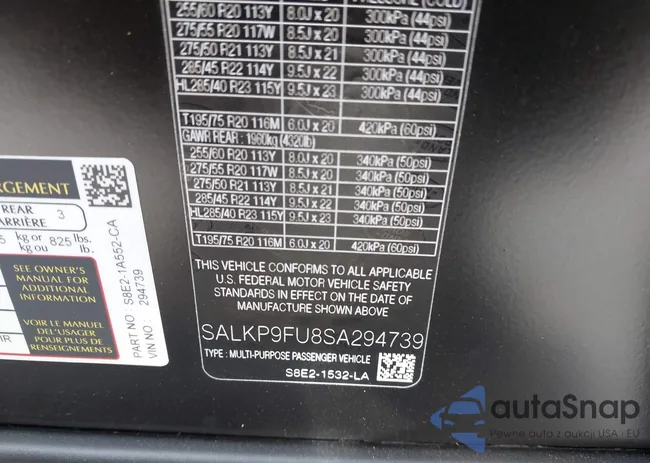 PRESSURE (COLD)
255/60 R20 113Y 8.0J x 20 300kPa (44psi)
275/55 R20 117W 8.5J x 20 300kPa (44psi)
275/50 R21 113Y 8.5J x 21 300kPa (44psi)
285/45 R22 114Y 9.5J x 22 300kPa (44psi)
HL285/40 R23 115Y 9.5J x 23 300kPa (44psi)
T195/75 R20 116M 6.0J x 20 420kPa (60psi)
GAWR REAR : 1960kg (4320lb)
255/60 R20 113Y 8.0J x 20 340kPa (50psi)
275/55 R20 117W 8.5J x 20 340kPa (50psi)
275/50 R21 113Y 8.5J x 21 340kPa (50psi)
285/45 R22 114Y 9.5J x 22 340kPa (50psi)
HL285/40 R23 115Y 9.5J x 23 340kPa (50psi)
T195/75 R20 116M 6.0J x 20 420kPa (60psi)
THIS VEHICLE CONFORMS TO ALL APPLICABLE
U.S. FEDERAL MOTOR VEHICLE SAFETY
STANDARDS IN EFFECT ON THE DATE OF
MANUFACTURE SHOWN ABOVE
SALKP9FU8SA294739
TYPE : MULTI-PURPOSE PASSENGER VEHICLE
S8E2-1532-LA
REAR 3
ARRIÈRE
kg or 825 lbs.
kg ou lb.
SEE OWNER'S
MANUAL FOR
ADDITIONAL
INFORMATION
VOIR LE MANUEL
DE L'USAGER
POUR PLUS DE
RENSEIGNEMENTS
PART NO : S8E2-1A552-CA
VIN NO : 294739
autaSnap
Pewne auta z aukcji USA i EU